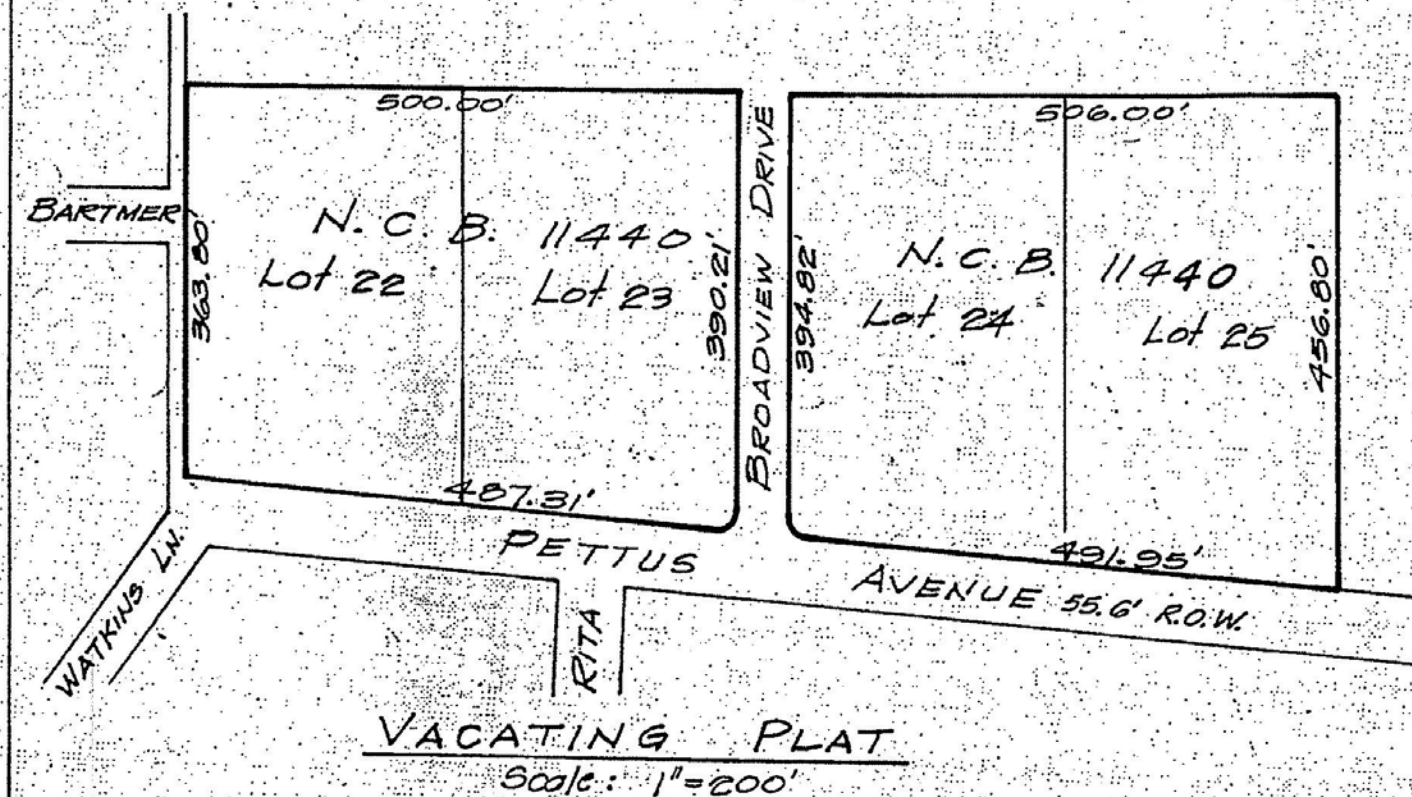 500.00'
506.00'
BARTMER
N. C. B. 11440
Lot 22
Lot 23
363.80'
390.21'
BROADVIEW DRIVE
394.82'
N. C. B. 11440
Lot 24
Lot 25
456.80'
487.31'
491.95'
PETTUS AVENUE 55.6' R.O.W.
WATKINS LN.
RITA
VACATING PLAT
Scale: 1"=200'